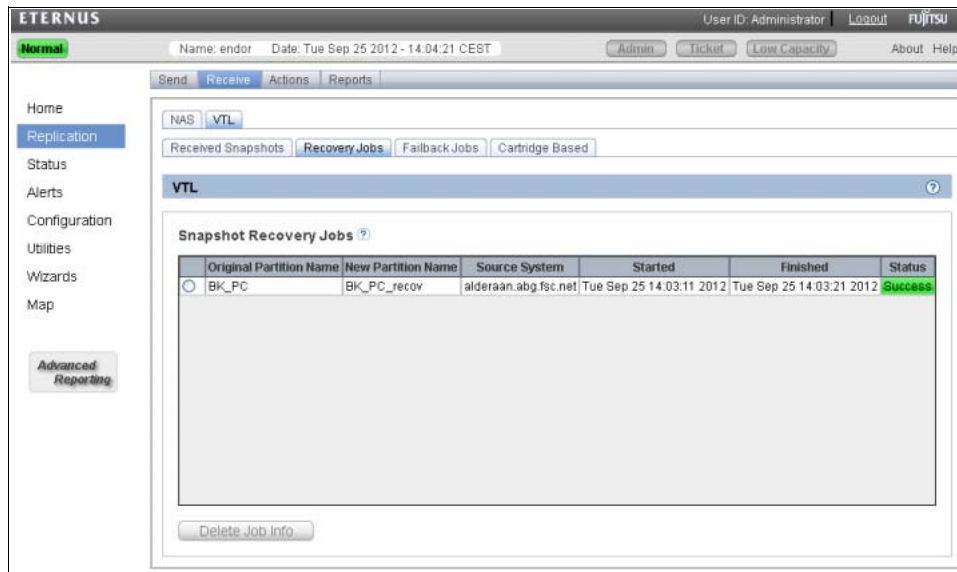 ETERNUS User ID: Administrator Logout FUJITSU
Normal Name: endor Date: Tue Sep 25 2012 - 14:04:21 CEST Admin Ticket Low Capacity About Help
Send Receive Actions Reports
Home
Replication
Status
Alerts
Configuration
Utilities
Wizards
Map
Advanced
Reporting
NAS VTL
Received Snapshots Recovery Jobs Failback Jobs Cartridge Based
VTL ?
Snapshot Recovery Jobs ?
Original Partition Name New Partition Name Source System Started Finished Status
BK_PC BK_PC_recov alderaan.abg.fsc.net Tue Sep 25 14:03:11 2012 Tue Sep 25 14:03:21 2012 Success
Delete Job Info